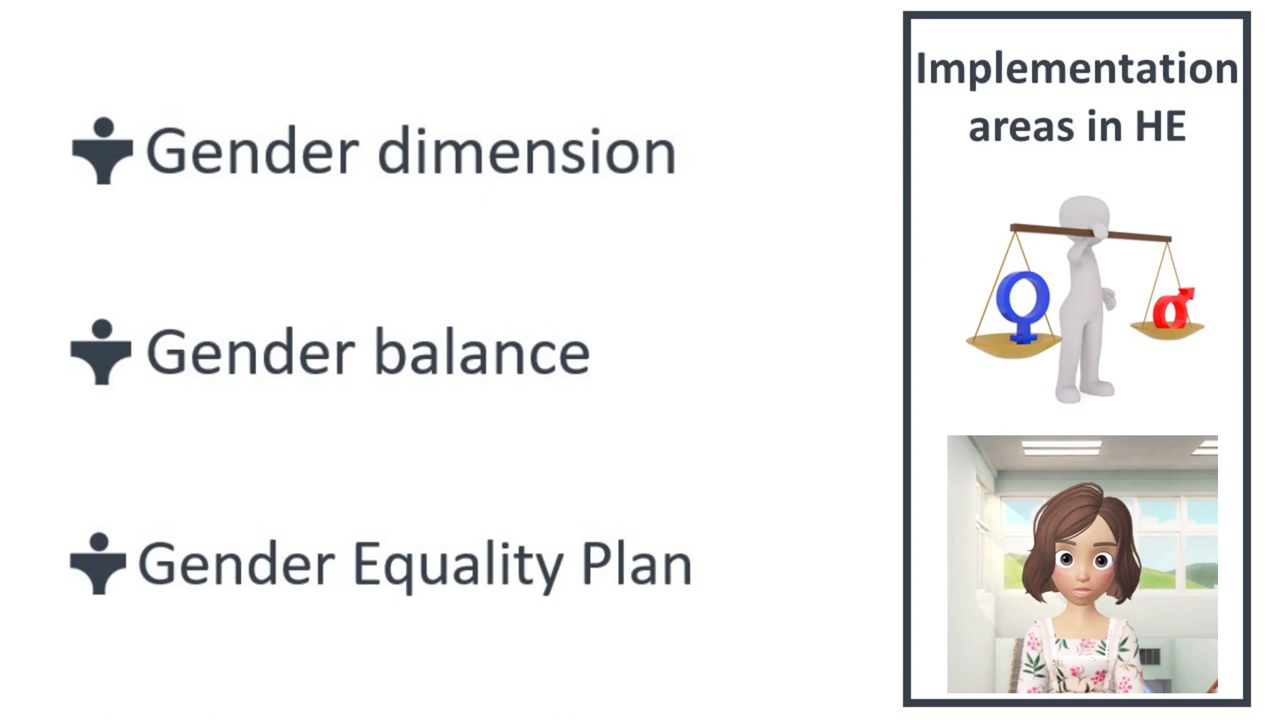 Gender dimension
Gender balance
Gender Equality Plan
Implementation
areas in HE